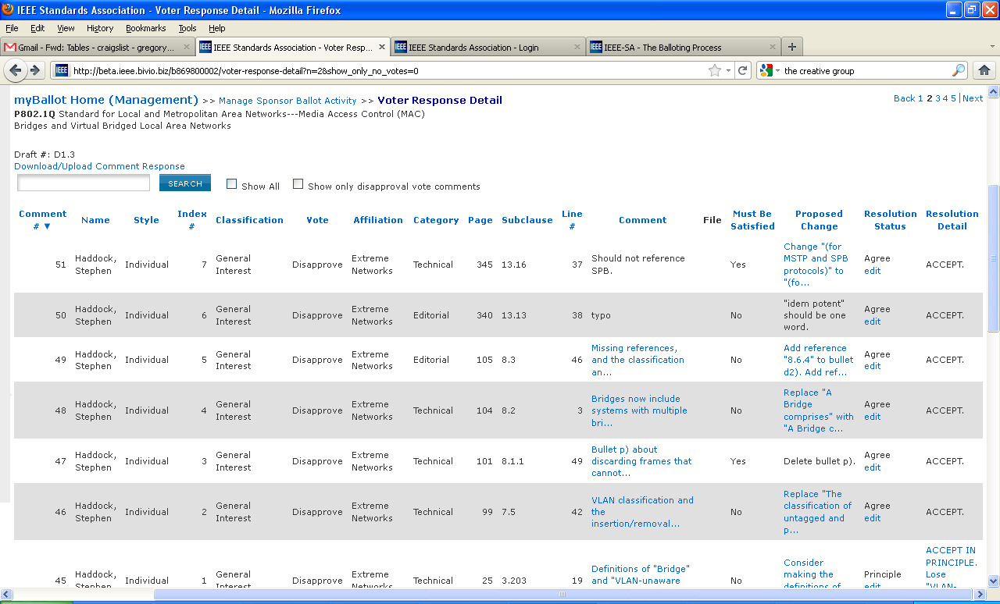 IEEE Standards Association - Voter Response Detail - Mozilla Firefox
File Edit View History Bookmarks Tools Help
Gmail - Fwd: Tables - craigslist - gregory... IEEE Standards Association - Voter Resp... IEEE Standards Association - Login IEEE-SA - The Balloting Process
http://beta.ieee.bivio.biz/b869800002/voter-response-detail?n=2&show_only_no_votes=0 the creative group
myBallot Home (Management) >> Manage Sponsor Ballot Activity >> Voter Response Detail Back 1 2 3 4 5 | Next
P802.1Q Standard for Local and Metropolitan Area Networks---Media Access Control (MAC)
Bridges and Virtual Bridged Local Area Networks
Draft #: D1.3
Download/Upload Comment Response
SEARCH Show All Show only disapproval vote comments
Comment # ▼ Name Style Index # Classification Vote Affiliation Category Page Subclause Line # Comment File Must Be Satisfied Proposed Change Resolution Status Resolution Detail
51 Haddock, Stephen Individual 7 General Interest Disapprove Extreme Networks Technical 345 13.16 37 Should not reference SPB. Yes Change "(for MSTP and SPB protocols)" to "(fo... Agree edit ACCEPT.
50 Haddock, Stephen Individual 6 General Interest Disapprove Extreme Networks Editorial 340 13.13 38 typo No "idem potent" should be one word. Agree edit ACCEPT.
49 Haddock, Stephen Individual 5 General Interest Disapprove Extreme Networks Editorial 105 8.3 46 Missing references, and the classification an... No Add reference "8.6.4" to bullet d2). Add ref... Agree edit ACCEPT.
48 Haddock, Stephen Individual 4 General Interest Disapprove Extreme Networks Technical 104 8.2 3 Bridges now include systems with multiple bri... No Replace "A Bridge comprises" with "A Bridge c... Agree edit ACCEPT.
47 Haddock, Stephen Individual 3 General Interest Disapprove Extreme Networks Technical 101 8.1.1 49 Bullet p) about discarding frames that cannot... Yes Delete bullet p). Agree edit ACCEPT.
46 Haddock, Stephen Individual 2 General Interest Disapprove Extreme Networks Technical 99 7.5 42 VLAN classification and the insertion/removal... No Replace "The classification of untagged and p... Agree edit ACCEPT.
45 Haddock, Stephen Individual 1 General Interest Disapprove Extreme Networks Technical 25 3.203 19 Definitions of "Bridge" and "VLAN-unaware No Consider making the definitions of Principle edit ACCEPT IN PRINCIPLE. Lose "VLAN-